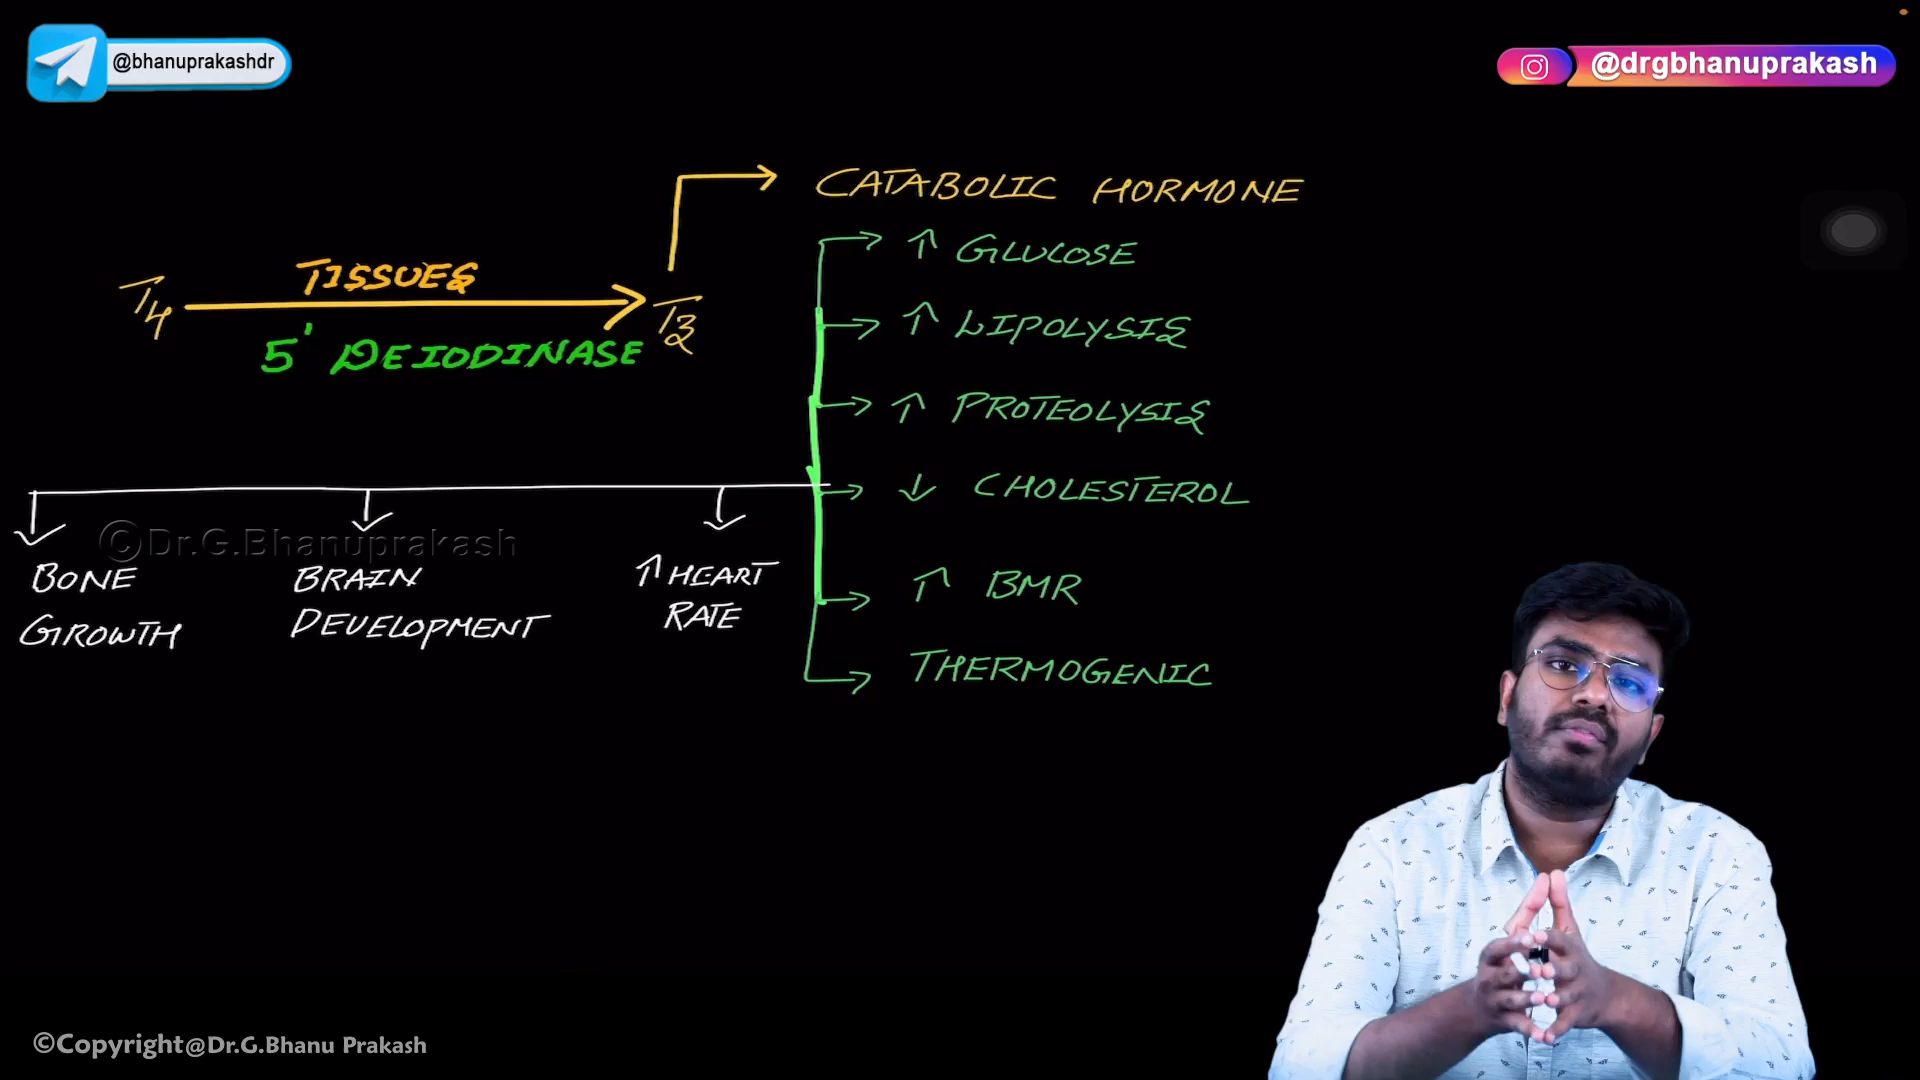 @bhanuprakashdr
@drgbhanuprakash
CATABOLIC HORMONE
↑ GLUCOSE
TISSUES
T4
T3
5' DEIODINASE
↑ LIPOLYSIS
↑ PROTEOLYSIS
↓ CHOLESTEROL
©Dr.G.Bhanuprakash
BONE
GROWTH
BRAIN
DEVELOPMENT
↑ HEART
RATE
↑ BMR
THERMOGENIC
©Copyright@Dr.G.Bhanu Prakash